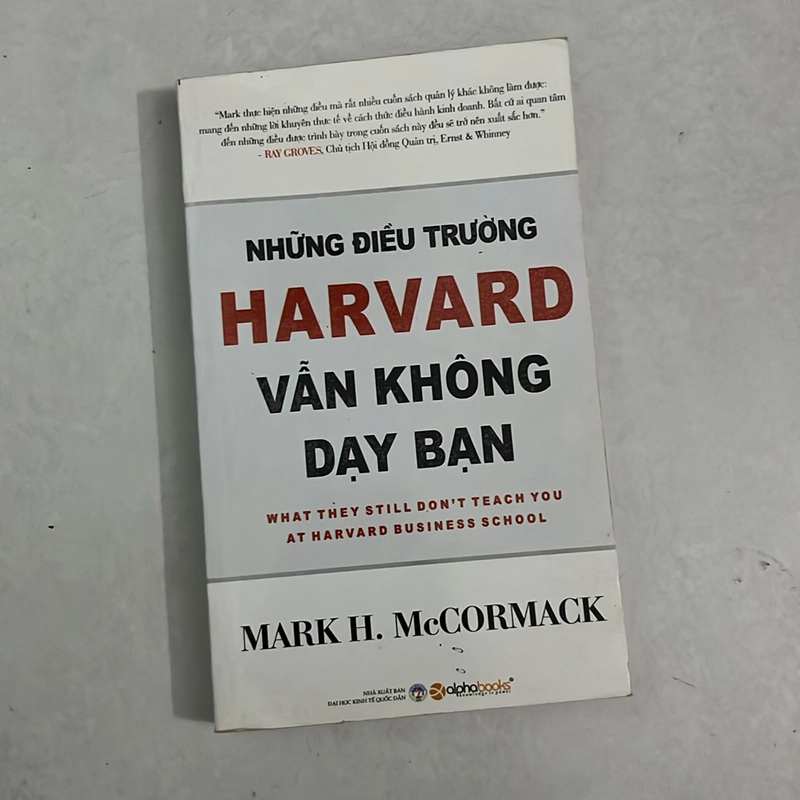 “Mark thực hiện những điều mà rất nhiều cuốn sách quản lý khác không làm được:
mang đến những lời khuyên thực tế về cách thức điều hành kinh doanh. Bất cứ ai quan tâm
đến những điều được trình bày trong cuốn sách này đều sẽ trở nên xuất sắc hơn.”
- RAY GROVES, Chủ tịch Hội đồng Quản trị, Ernst & Whinney
NHỮNG ĐIỀU TRƯỜNG
HARVARD
VẪN KHÔNG
DẠY BẠN
WHAT THEY STILL DON'T TEACH YOU
AT HARVARD BUSINESS SCHOOL
MARK H. McCORMACK
NHÀ XUẤT BẢN
ĐẠI HỌC KINH TẾ QUỐC DÂN
alphabooks®
knowledge is power